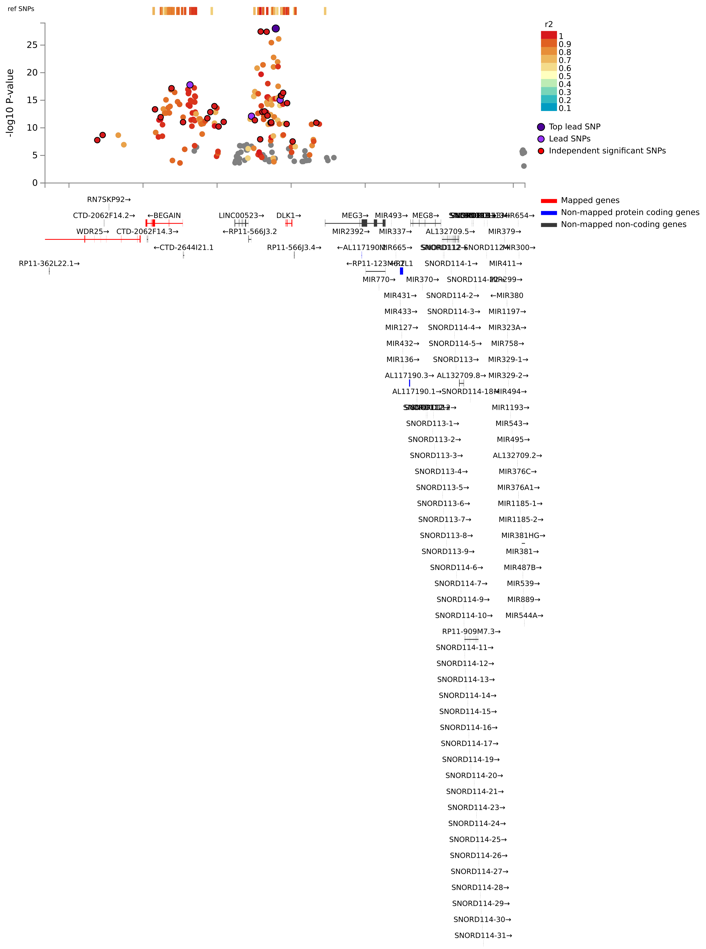 ref SNPs
r2
1
0.9
0.8
0.7
0.6
0.5
0.4
0.3
0.2
0.1
-log10 P-value
25
20
15
10
5
0
Top lead SNP
Lead SNPs
Independent significant SNPs
Mapped genes
Non-mapped protein coding genes
Non-mapped non-coding genes
RN7SKP92→
CTD-2062F14.2→ ←BEGAIN LINC00523→ DLK1→ MEG3→ MIR493→ MEG8→ MIR654→
WDR25→ CTD-2062F14.3→ ←RP11-566J3.2 MIR2392→ MIR337→ AL132709.5→ MIR379→
←CTD-2644I21.1 RP11-566J3.4→ ←AL117190 MIR665→ MIR300→
RP11-362L22.1→ ←RP11-123M6.2 SNORD114-1→ MIR411→
MIR770→ MIR370→ SNORD114-22→ MIR299→
MIR431→ SNORD114-2→ ←MIR380
MIR433→ SNORD114-3→ MIR1197→
MIR127→ SNORD114-4→ MIR323A→
MIR432→ SNORD114-5→ MIR758→
MIR136→ SNORD113→ MIR329-1→
AL117190.3→ AL132709.8→ MIR329-2→
AL117190.1→ SNORD114-18→ MIR494→
MIR1193→
SNORD113-1→ MIR543→
SNORD113-2→ MIR495→
SNORD113-3→ AL132709.2→
SNORD113-4→ MIR376C→
SNORD113-5→ MIR376A1→
SNORD113-6→ MIR1185-1→
SNORD113-7→ MIR1185-2→
SNORD113-8→ MIR381HG→
SNORD113-9→ MIR381→
SNORD114-6→ MIR487B→
SNORD114-7→ MIR539→
SNORD114-9→ MIR889→
SNORD114-10→ MIR544A→
RP11-909M7.3→
SNORD114-11→
SNORD114-12→
SNORD114-13→
SNORD114-14→
SNORD114-15→
SNORD114-16→
SNORD114-17→
SNORD114-19→
SNORD114-20→
SNORD114-21→
SNORD114-23→
SNORD114-24→
SNORD114-25→
SNORD114-26→
SNORD114-27→
SNORD114-28→
SNORD114-29→
SNORD114-30→
SNORD114-31→